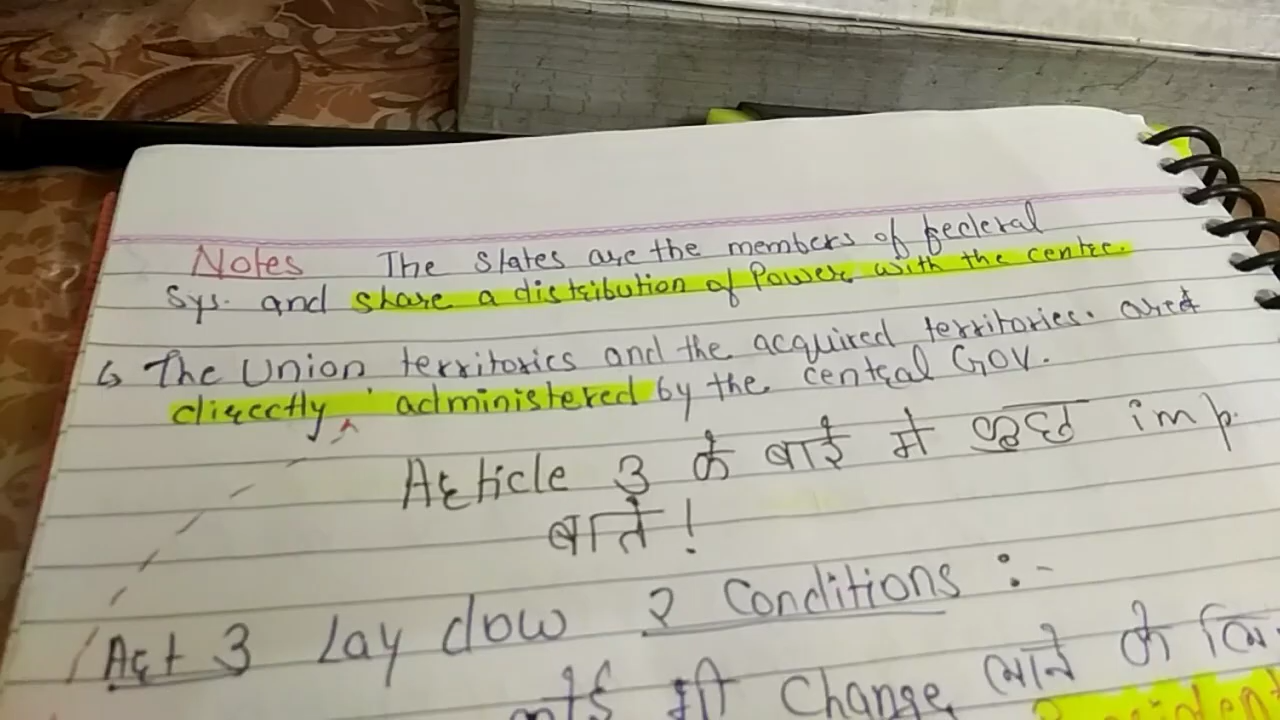 Notes The states are the members of federal
sys. and share a distribution of Power with the centre.
↳ The Union territories and the acquired territories. are
directly administered by the central Gov.
Article 3 के बारे में कुछ imp.
बाते!
Art 3 Lay dow 2 Conditions :-
कोई भी Change लाने के लि